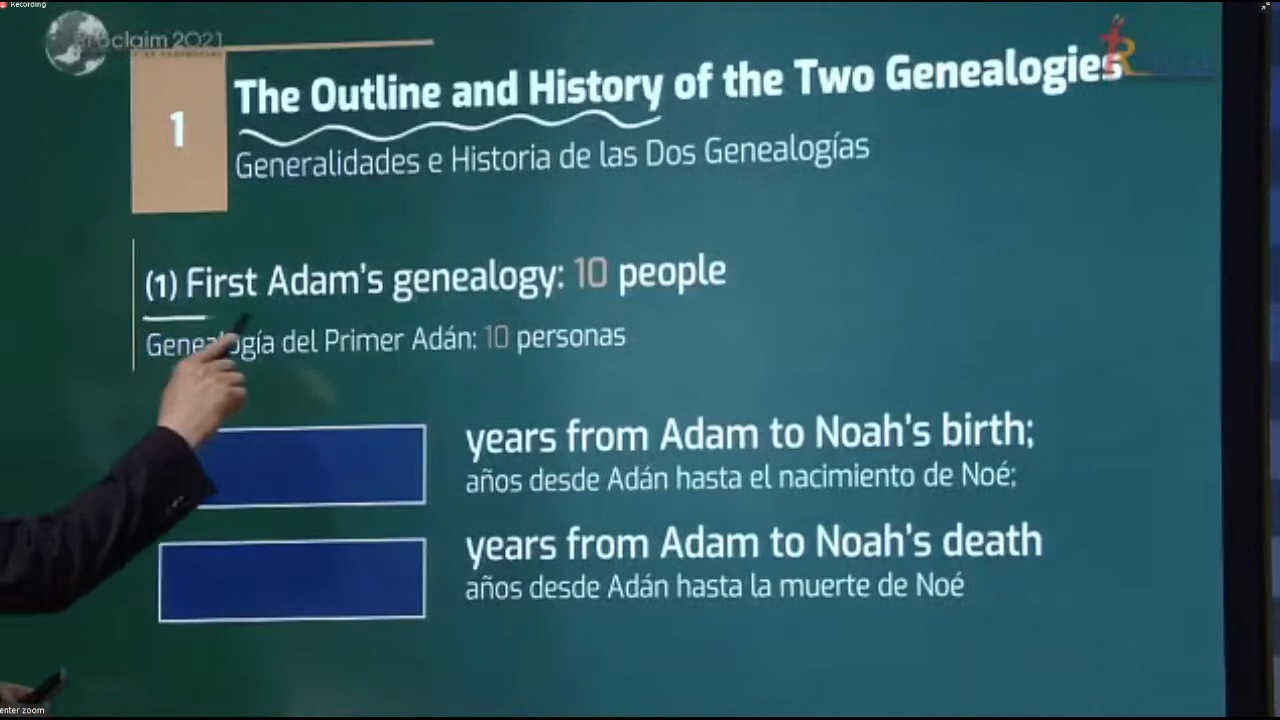 Recording
Proclaim 2021
1
The Outline and History of the Two Genealogies
Generalidades e Historia de las Dos Genealogías
(1) First Adam's genealogy: 10 people
Genealogía del Primer Adán: 10 personas
years from Adam to Noah's birth;
años desde Adán hasta el nacimiento de Noé;
years from Adam to Noah's death
años desde Adán hasta la muerte de Noé
enter zoom